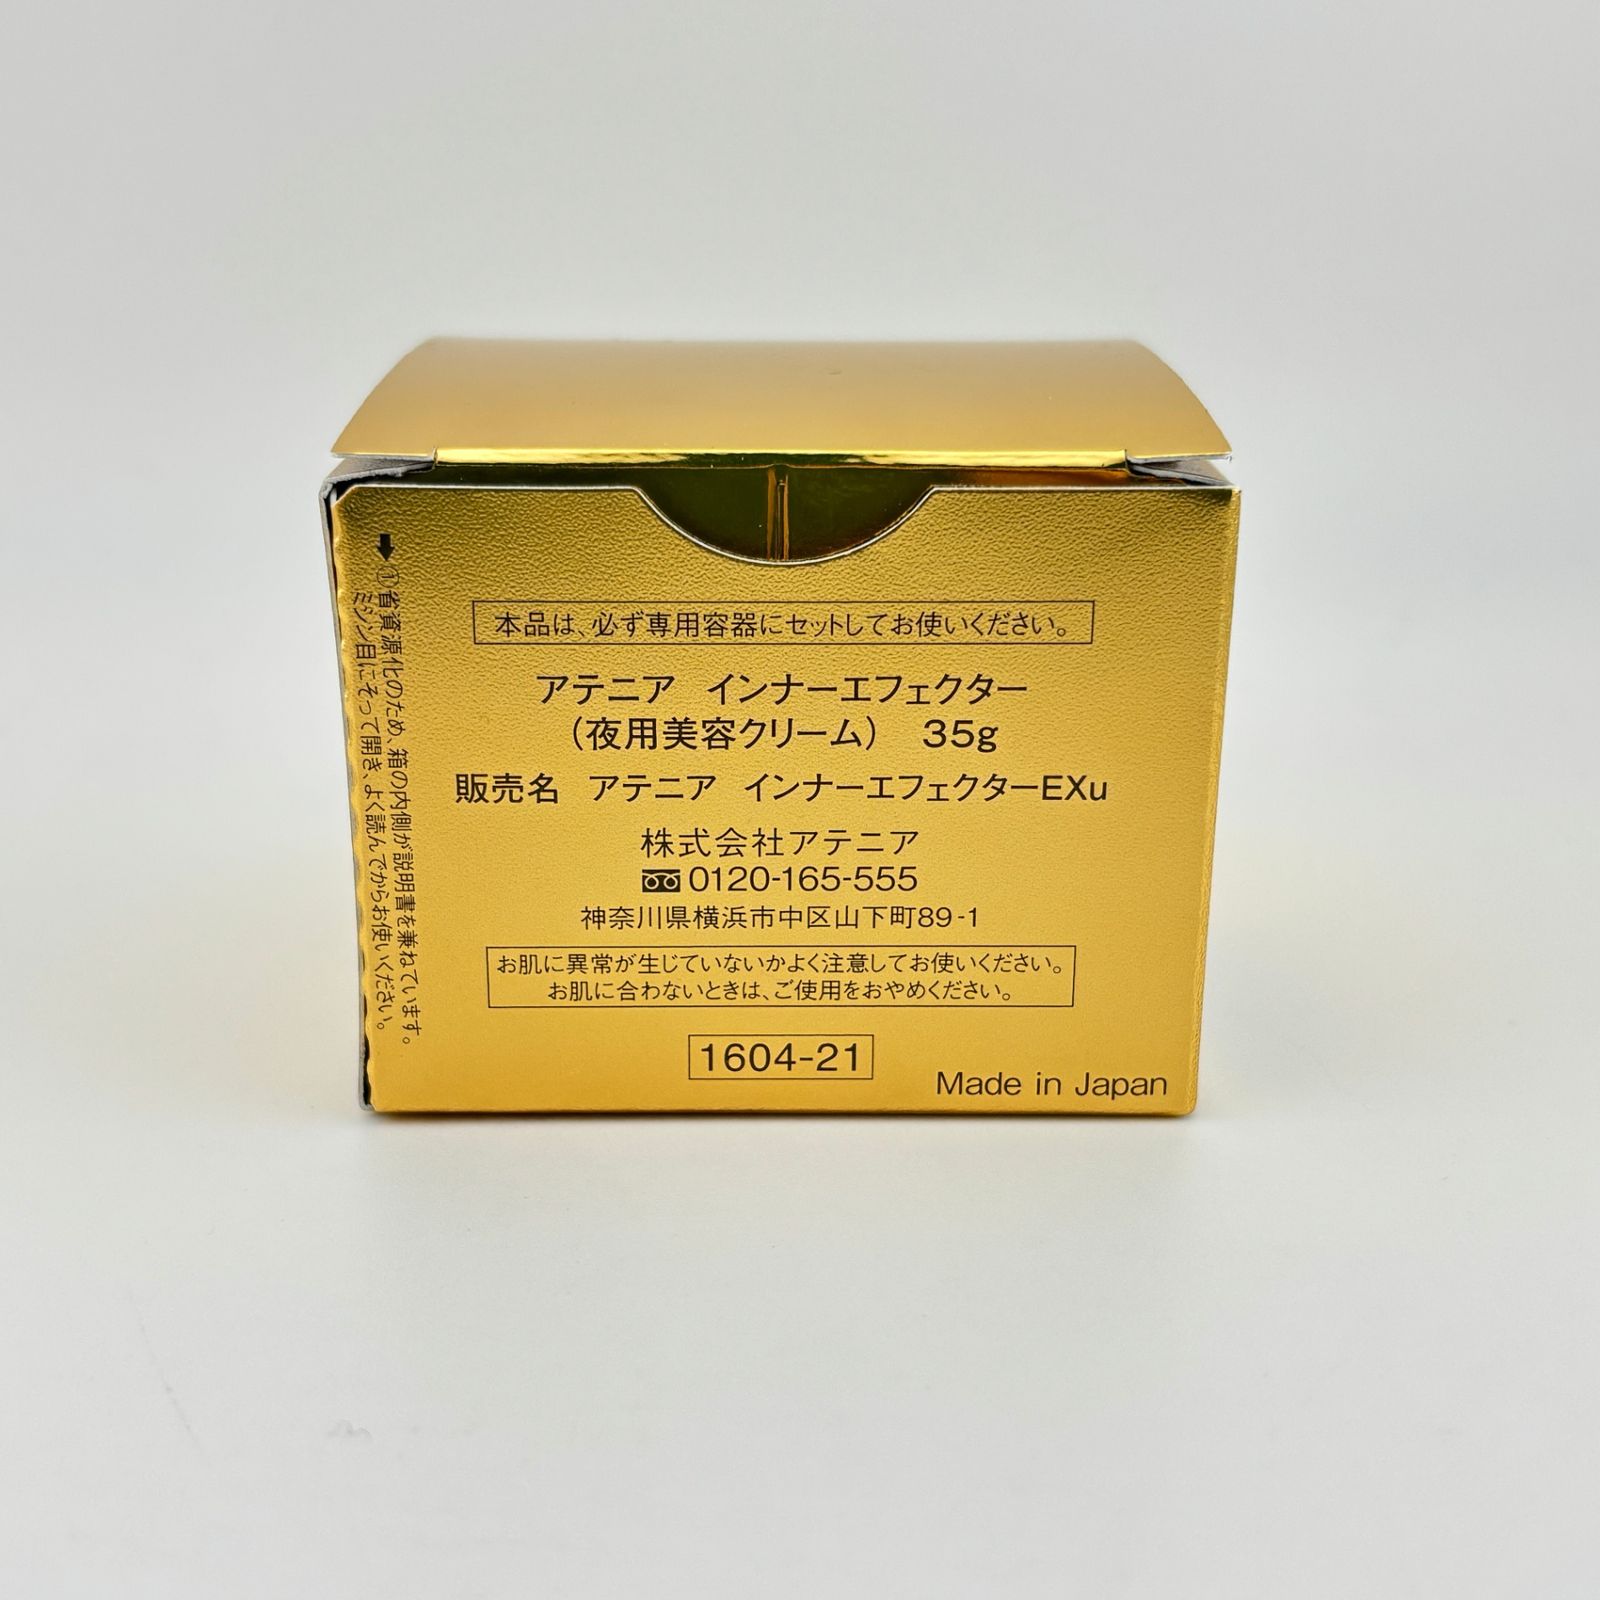 本品は、必ず専用容器にセットしてお使いください。
アテニア インナーエフェクター
（夜用美容クリーム） 35g
販売名 アテニア インナーエフェクターEXu
株式会社アテニア
0120-165-555
神奈川県横浜市中区山下町89-1
お肌に異常が生じていないかよく注意してお使いください。
お肌に合わないときは、ご使用をおやめください。
1604-21
Made in Japan
①省資源化のため、箱の内側が説明書を兼ねています。
ミシン目にそって開き、よく読んでからお使いください。